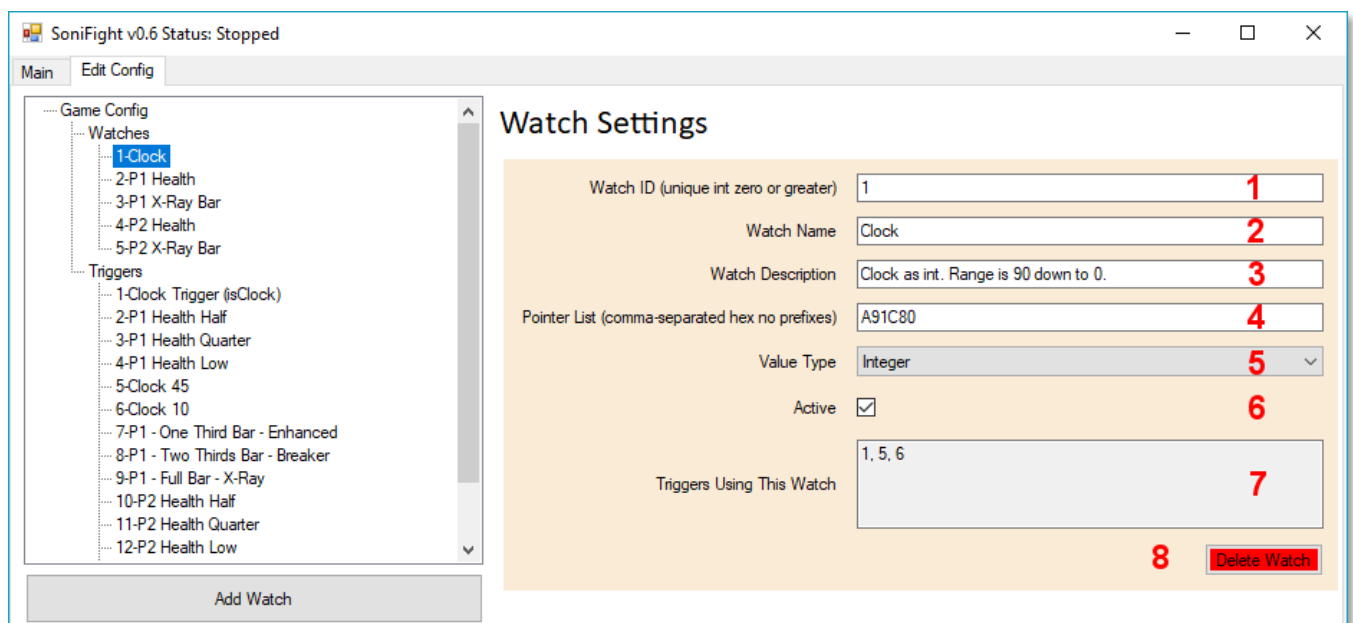 SoniFight v0.6 Status: Stopped
Main
Edit Config
Game Config
Watches
1-Clock
2-P1 Health
3-P1 X-Ray Bar
4-P2 Health
5-P2 X-Ray Bar
Triggers
1-Clock Trigger (isClock)
2-P1 Health Half
3-P1 Health Quarter
4-P1 Health Low
5-Clock 45
6-Clock 10
7-P1 - One Third Bar - Enhanced
8-P1 - Two Thirds Bar - Breaker
9-P1 - Full Bar - X-Ray
10-P2 Health Half
11-P2 Health Quarter
12-P2 Health Low
Add Watch
Watch Settings
Watch ID (unique int zero or greater) 1 1
Watch Name Clock 2
Watch Description Clock as int. Range is 90 down to 0. 3
Pointer List (comma-separated hex no prefixes) A91C80 4
Value Type Integer 5
Active 6
Triggers Using This Watch 1, 5, 6 7
8 Delete Watch